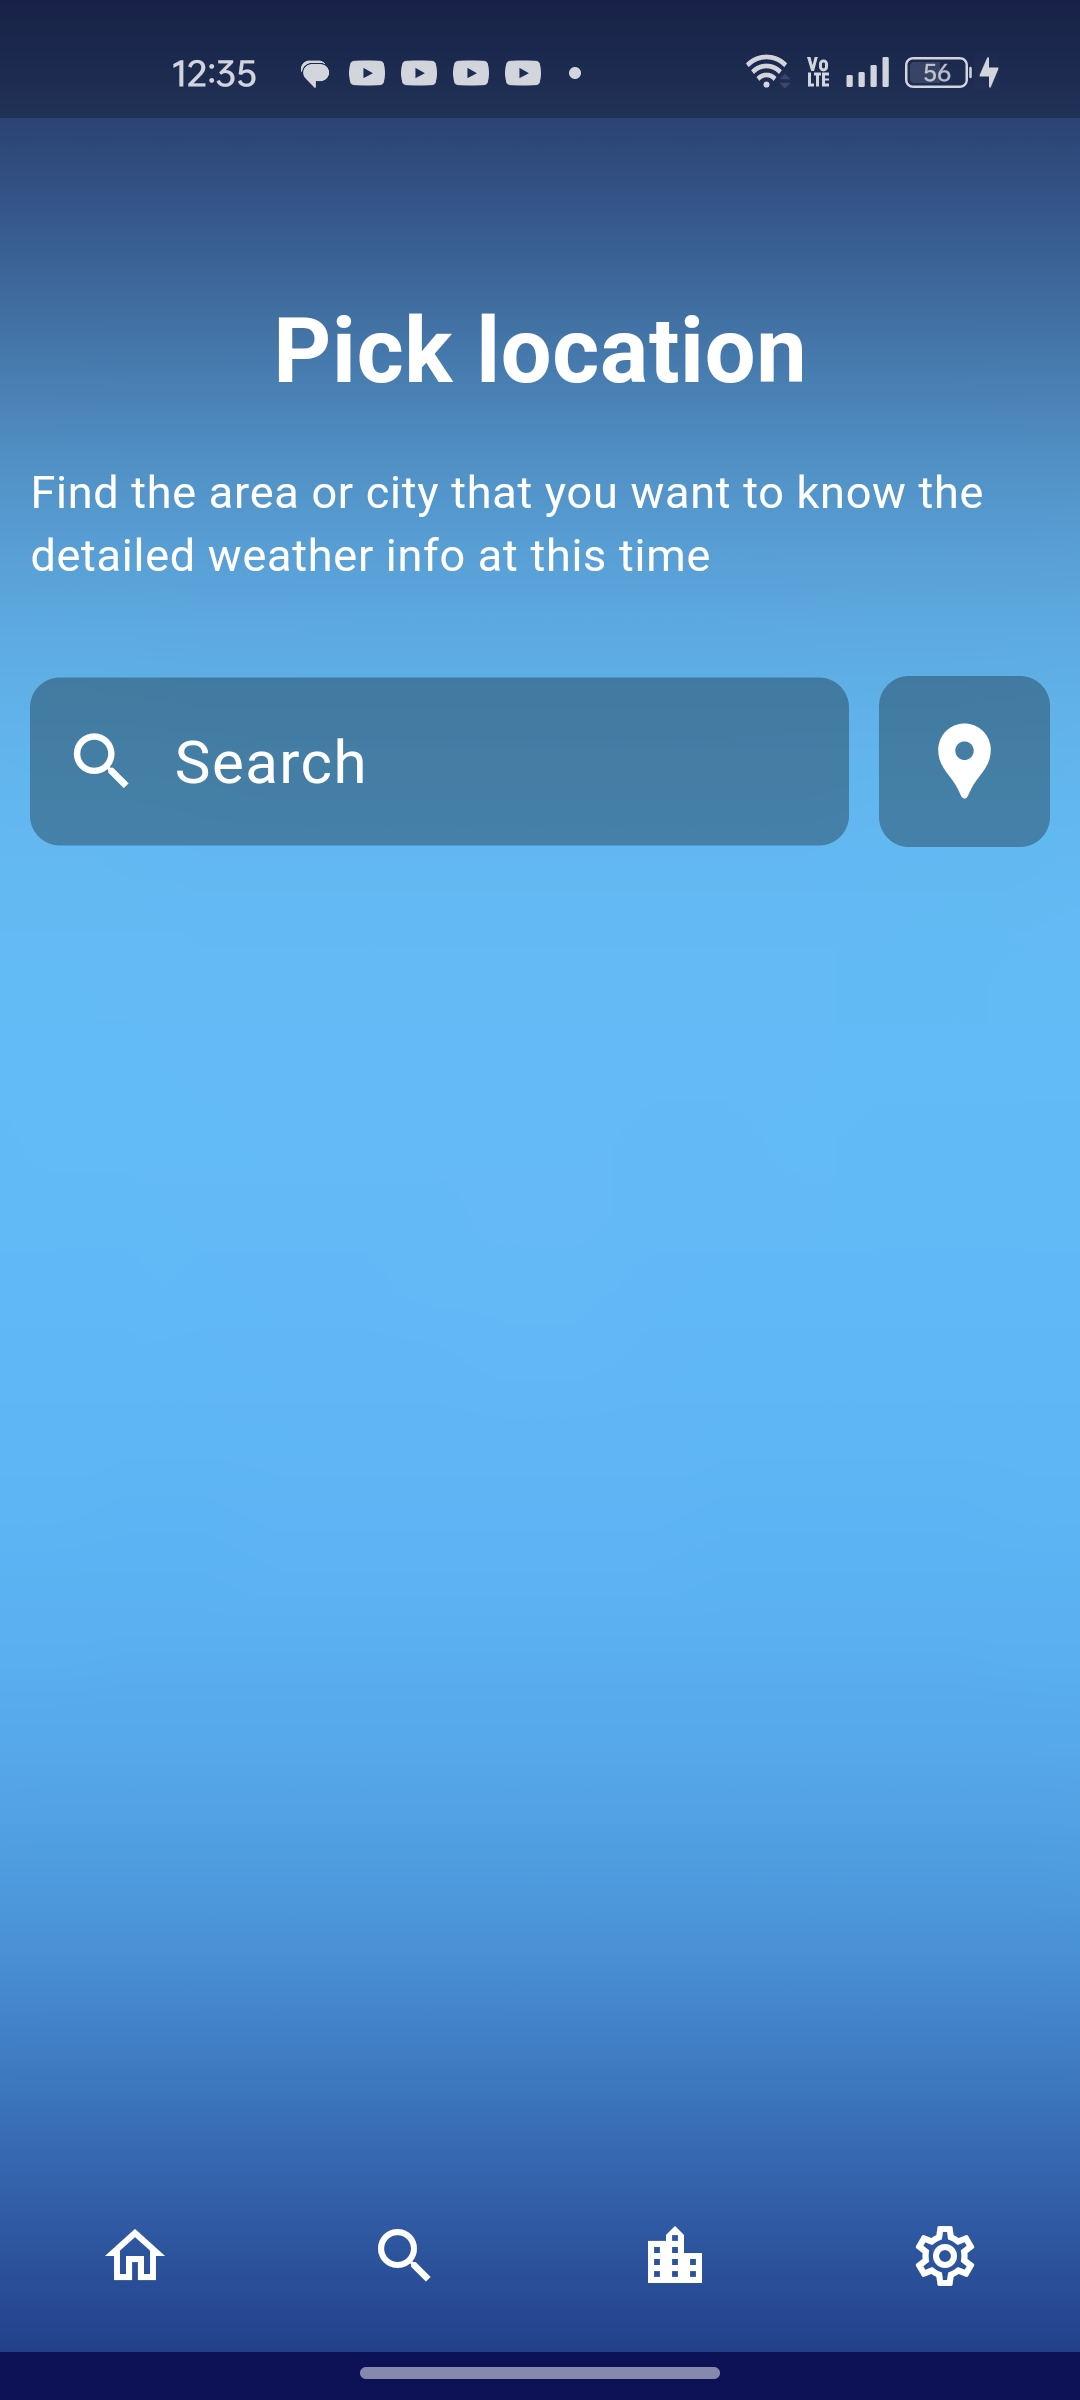 12:35
Vo
LTE
56
Pick location
Find the area or city that you want to know the
detailed weather info at this time
Search